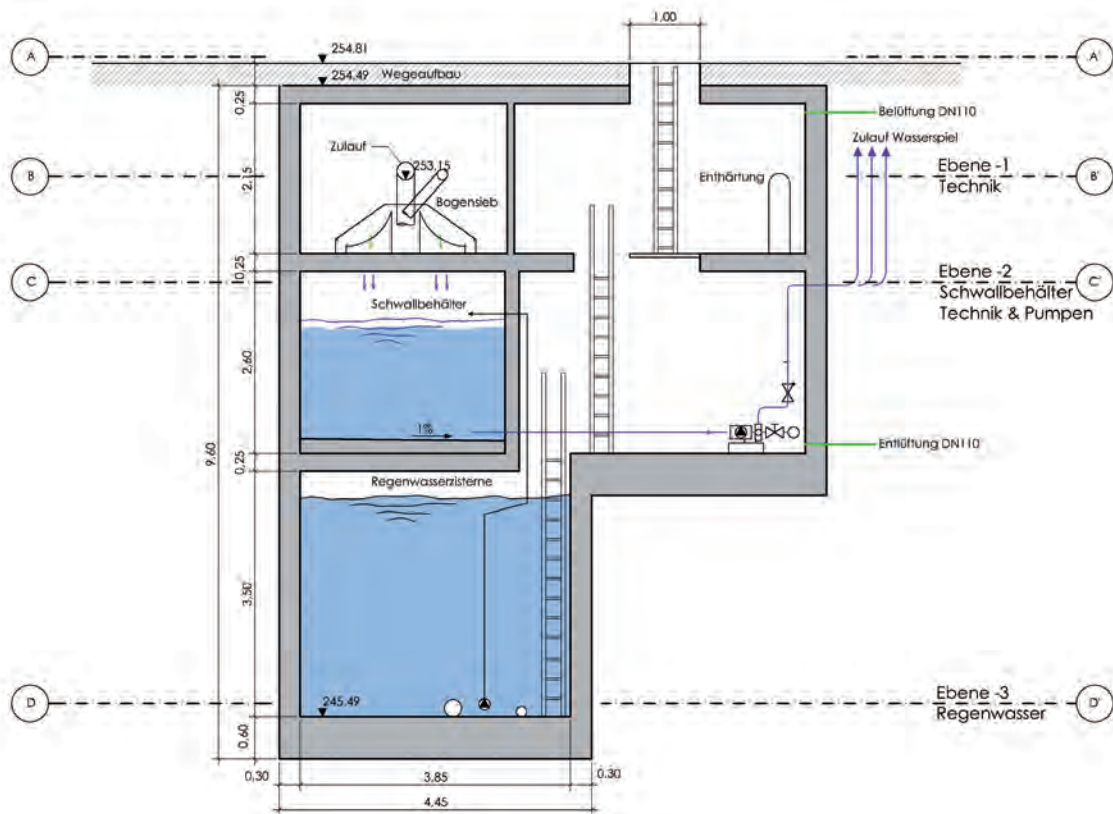 1.00
A
254.81
A'
Wegeaufbau
254.49
0,25
Belüftung DN110
Zulauf Wasserspiel
Zulauf
253.15
B
2,15
Enthärtung
Ebene -1
Technik
B'
Bogensieb
0,25
C
Ebene -2
Schwallbehälter
Technik & Pumpen
C'
Schwallbehälter
2,60
1%
Entlüftung DN110
9,60
0,25
Regenwasserzisterne
3,50
D
245.49
Ebene -3
Regenwasser
D'
0,60
0,30
3,85
0,30
4,45